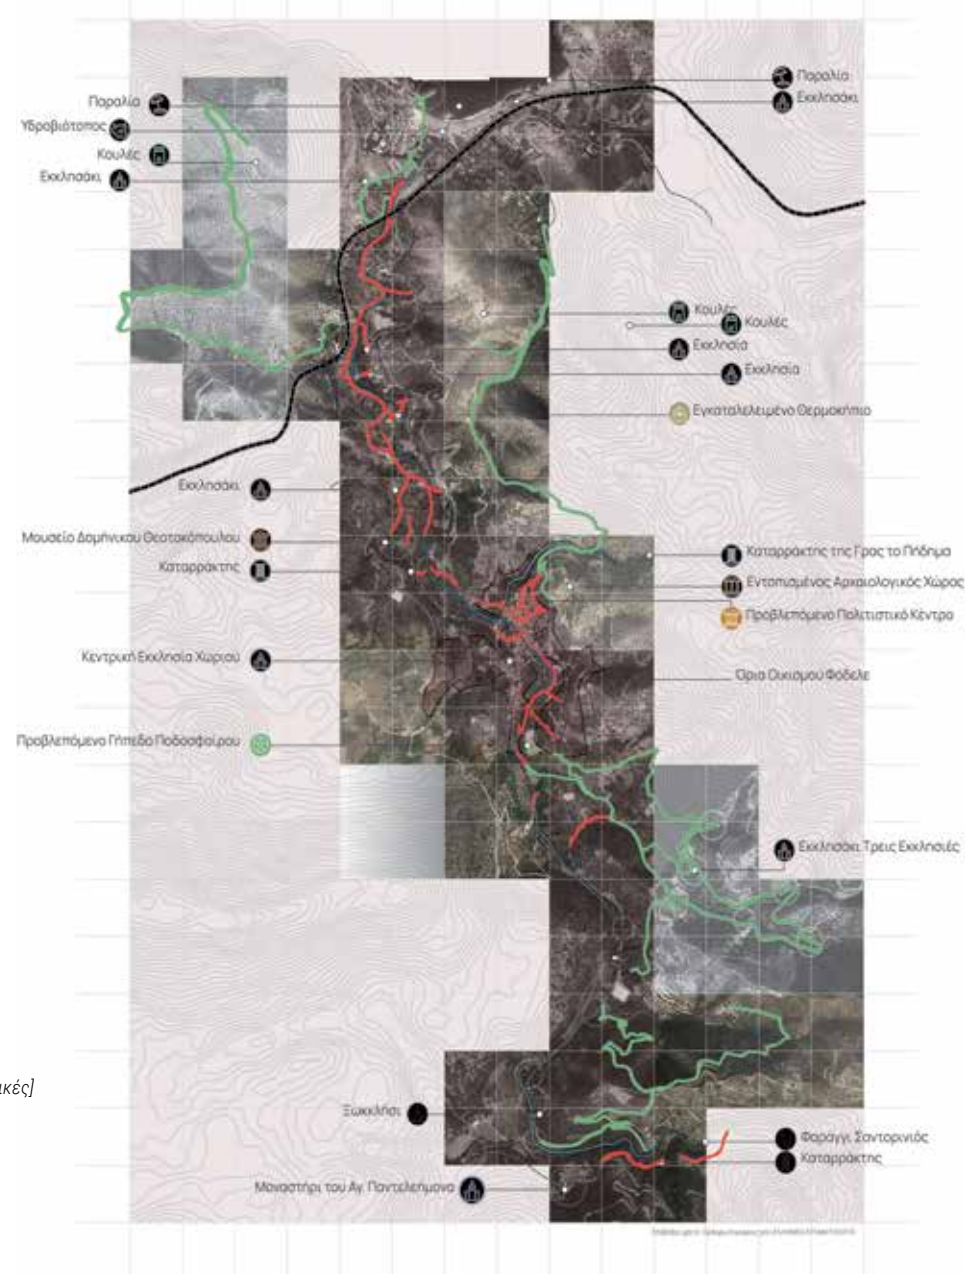 Παραλία
Εκκλησάκι
Παραλία
Υδροβιότοπος
Κουλές
Εκκλησάκι
Κουλές
Κουλές
Εκκλησία
Εκκλησία
Εγκαταλελειμένο Θερμοκήπιο
Εκκλησάκι
Μουσείο Δομήνικου Θεοτοκόπουλου
Καταρράκτης
Καταρράκτης της Γρας το Πήδημα
Εντοπισμένος Αρχαιολογικός Χώρος
Προβλεπόμενο Πολιτιστικό Κέντρο
Κεντρική Εκκλησία Χωριού
Όρια Οικισμού Φόδελε
Προβλεπόμενο Γήπεδο Ποδοσφαίρου
Εκκλησάκι Τρεις Εκκλησιές
ικές]
Ξωκκλήσι
Φαράγγι Σαντορινιός
Καταρράκτης
Μοναστήρι του Αγ. Παντελεήμονα